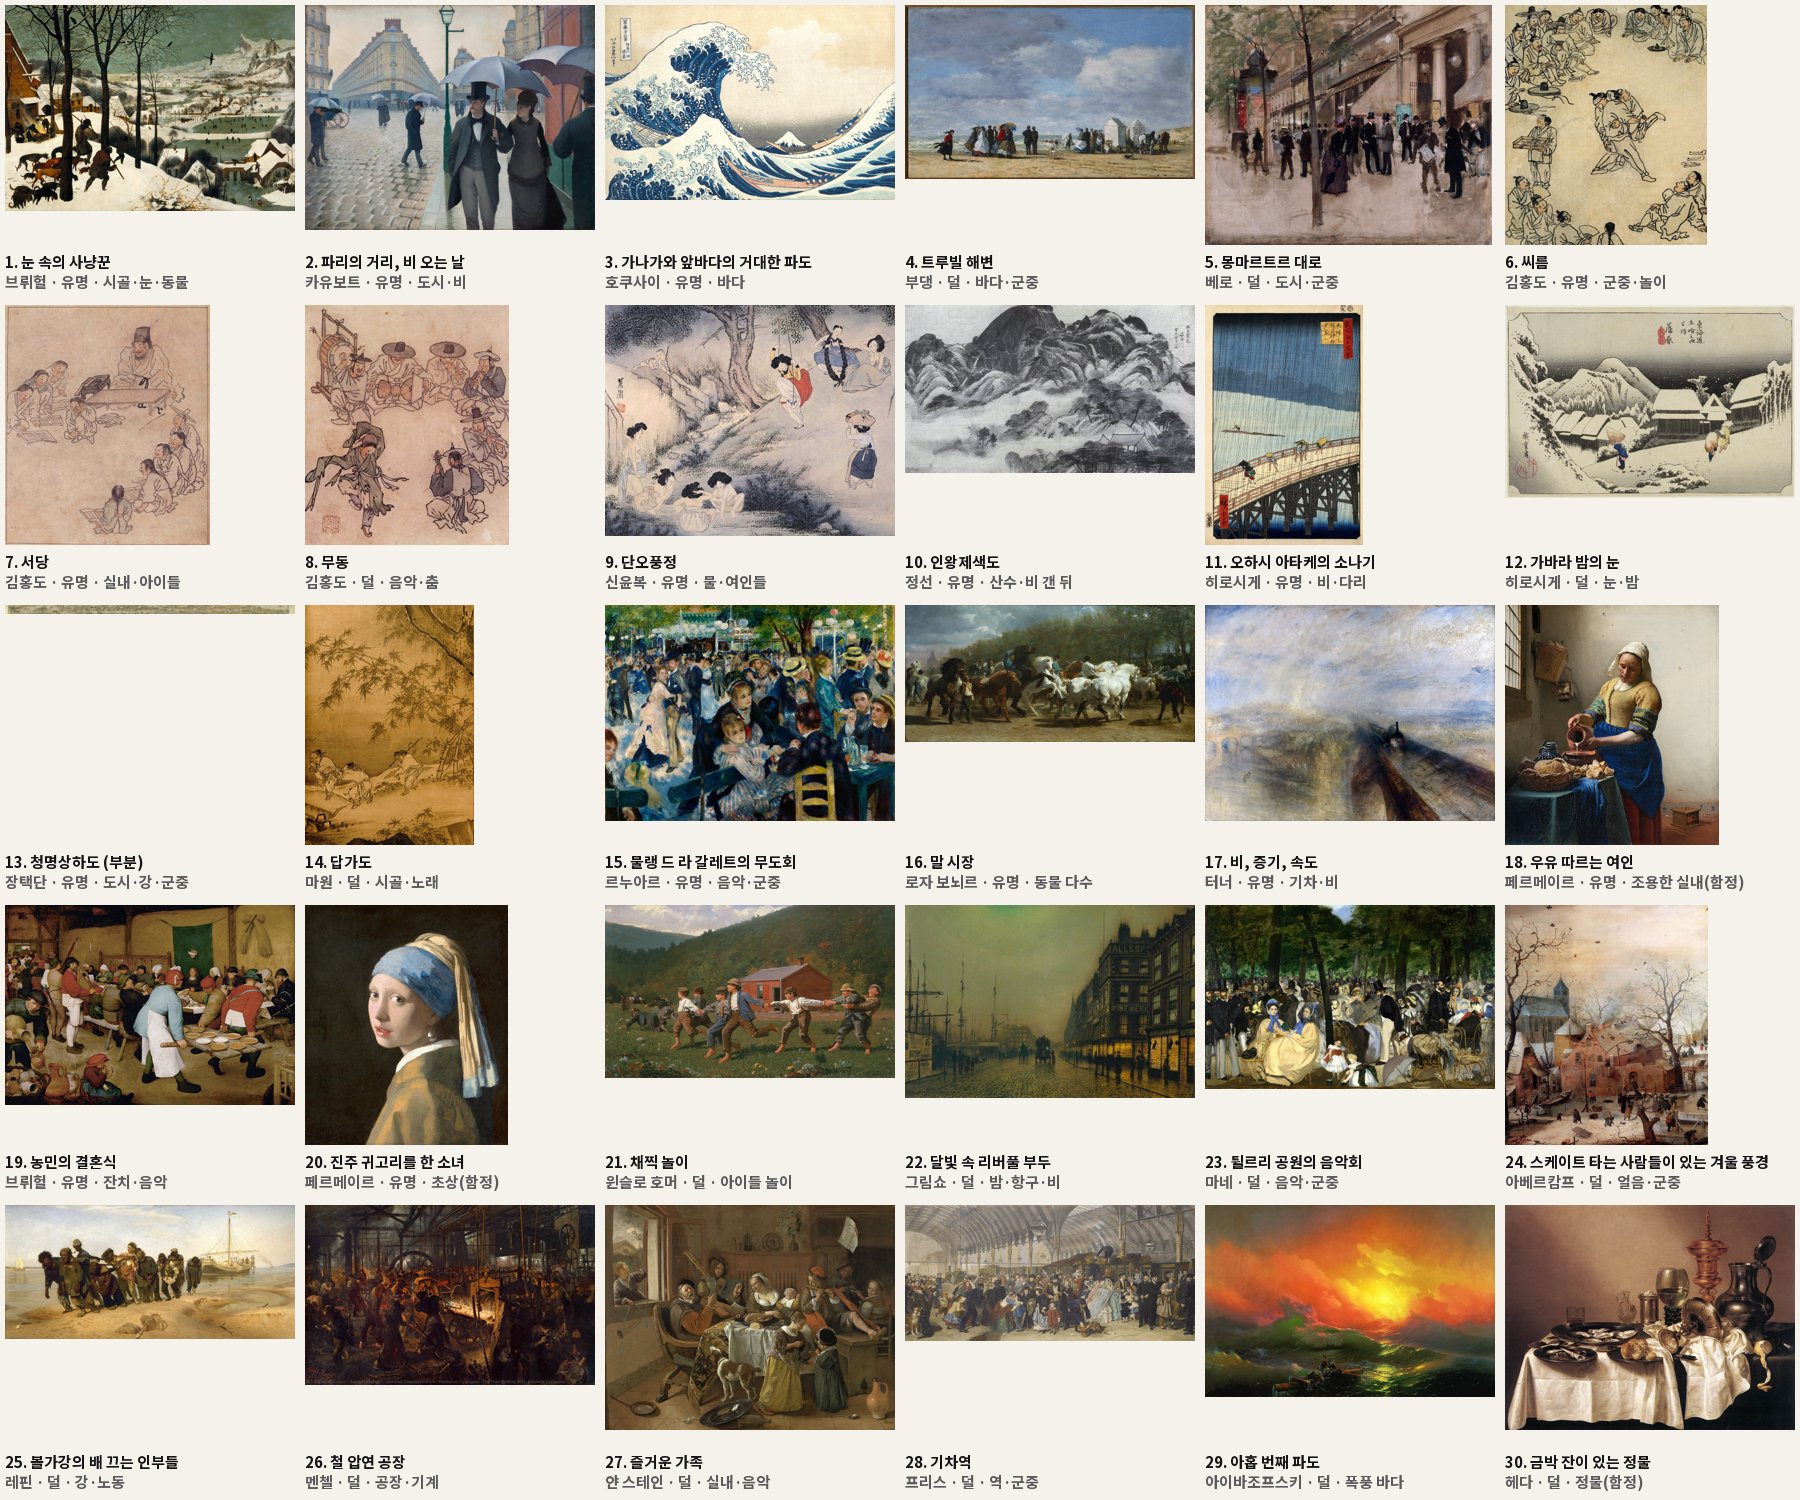 1. 눈 속의 사냥꾼
브뤼헐 · 유명 · 시골·눈·동물
2. 파리의 거리, 비 오는 날
카유보트 · 유명 · 도시·비
3. 가나가와 앞바다의 거대한 파도
호쿠사이 · 유명 · 바다
4. 트루빌 해변
부댕 · 덜 · 바다·군중
5. 몽마르트르 대로
베로 · 덜 · 도시·군중
6. 씨름
김홍도 · 유명 · 군중·놀이
7. 서당
김홍도 · 유명 · 실내·아이들
8. 무동
김홍도 · 덜 · 음악·춤
9. 단오풍정
신윤복 · 유명 · 물·여인들
10. 인왕제색도
정선 · 유명 · 산수·비 갠 뒤
11. 오하시 아타케의 소나기
히로시게 · 유명 · 비·다리
12. 가바라 밤의 눈
히로시게 · 덜 · 눈·밤
13. 청명상하도 (부분)
장택단 · 유명 · 도시·강·군중
14. 답가도
마원 · 덜 · 시골·노래
15. 물랭 드 라 갈레트의 무도회
르누아르 · 유명 · 음악·군중
16. 말 시장
로자 보뇌르 · 유명 · 동물 다수
17. 비, 증기, 속도
터너 · 유명 · 기차·비
18. 우유 따르는 여인
페르메이르 · 유명 · 조용한 실내(함정)
19. 농민의 결혼식
브뤼헐 · 유명 · 잔치·음악
20. 진주 귀고리를 한 소녀
페르메이르 · 유명 · 초상(함정)
21. 채찍 놀이
윈슬로 호머 · 덜 · 아이들 놀이
22. 달빛 속 리버풀 부두
그림쇼 · 덜 · 밤·항구·비
23. 튈르리 공원의 음악회
마네 · 덜 · 음악·군중
24. 스케이트 타는 사람들이 있는 겨울 풍경
아베르캄프 · 덜 · 얼음·군중
25. 볼가강의 배 끄는 인부들
레핀 · 덜 · 강·노동
26. 철 압연 공장
멘첼 · 덜 · 공장·기계
27. 즐거운 가족
얀 스테인 · 덜 · 실내·음악
28. 기차역
프리스 · 덜 · 역·군중
29. 아홉 번째 파도
아이바조프스키 · 덜 · 폭풍 바다
30. 금박 잔이 있는 정물
헤다 · 덜 · 정물(함정)